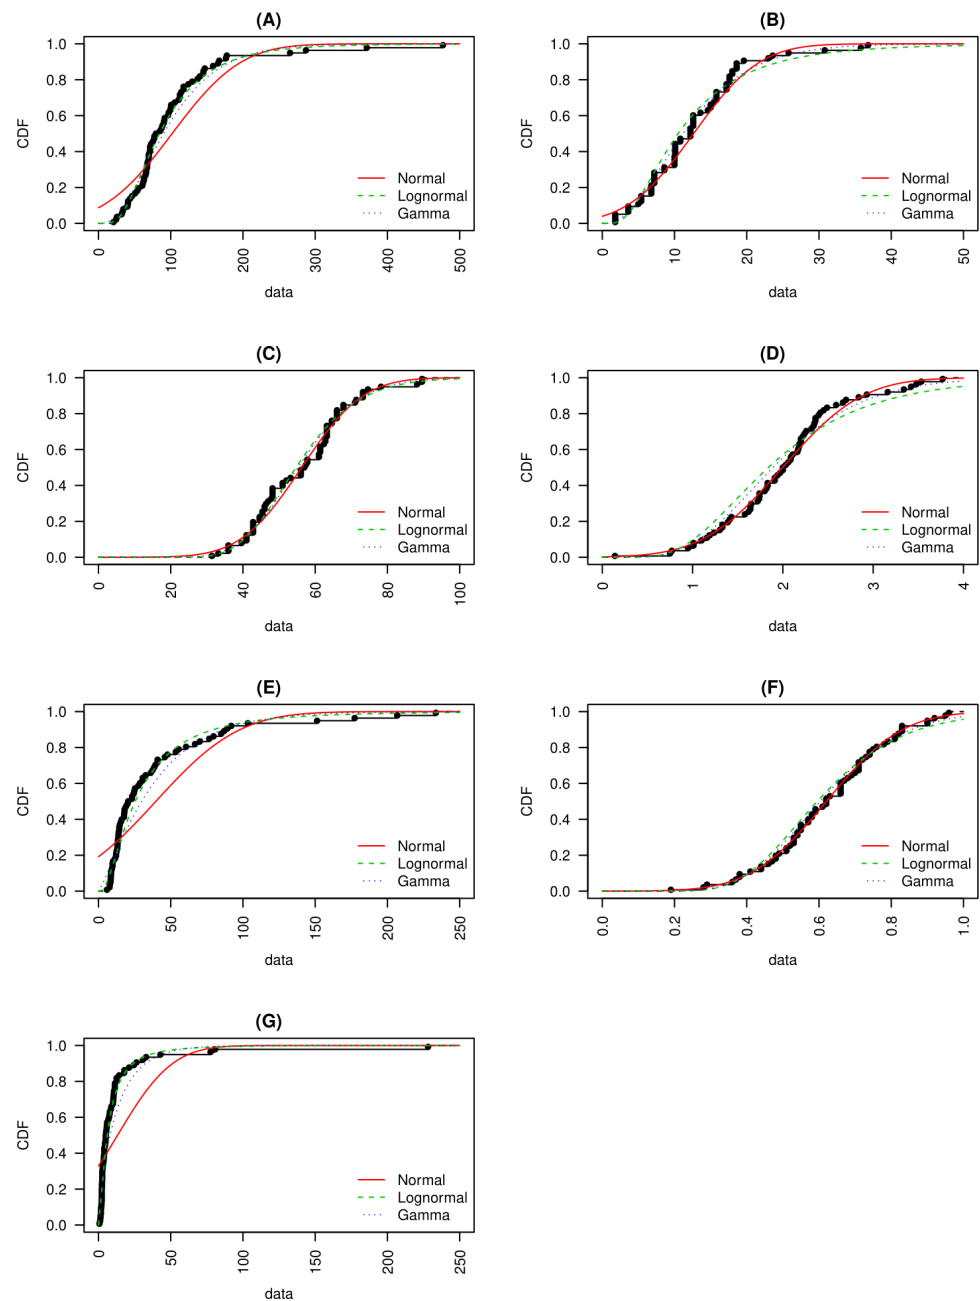 (A)
CDF
1.0
0.8
0.6
0.4
0.2
0.0
Normal
Lognormal
Gamma
0 100 200 300 400 500
data
(B)
CDF
1.0
0.8
0.6
0.4
0.2
0.0
Normal
Lognormal
Gamma
0 10 20 30 40 50
data
(C)
CDF
1.0
0.8
0.6
0.4
0.2
0.0
Normal
Lognormal
Gamma
0 20 40 60 80 100
data
(D)
CDF
1.0
0.8
0.6
0.4
0.2
0.0
Normal
Lognormal
Gamma
0 1 2 3 4
data
(E)
CDF
1.0
0.8
0.6
0.4
0.2
0.0
Normal
Lognormal
Gamma
0 50 100 150 200 250
data
(F)
CDF
1.0
0.8
0.6
0.4
0.2
0.0
Normal
Lognormal
Gamma
0.0 0.2 0.4 0.6 0.8 1.0
data
(G)
CDF
1.0
0.8
0.6
0.4
0.2
0.0
Normal
Lognormal
Gamma
0 50 100 150 200 250
data